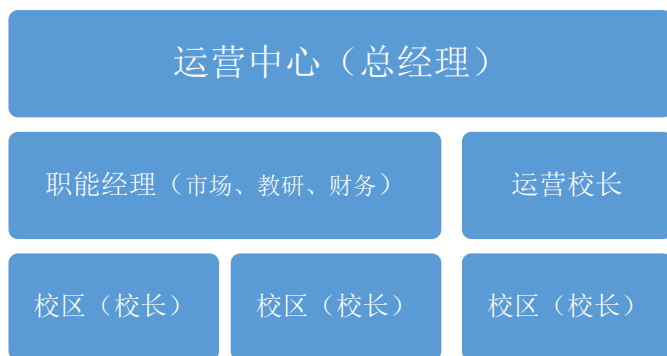 运营中心（总经理）
职能经理（市场、教研、财务）
运营校长
校区（校长）
校区（校长）
校区（校长）